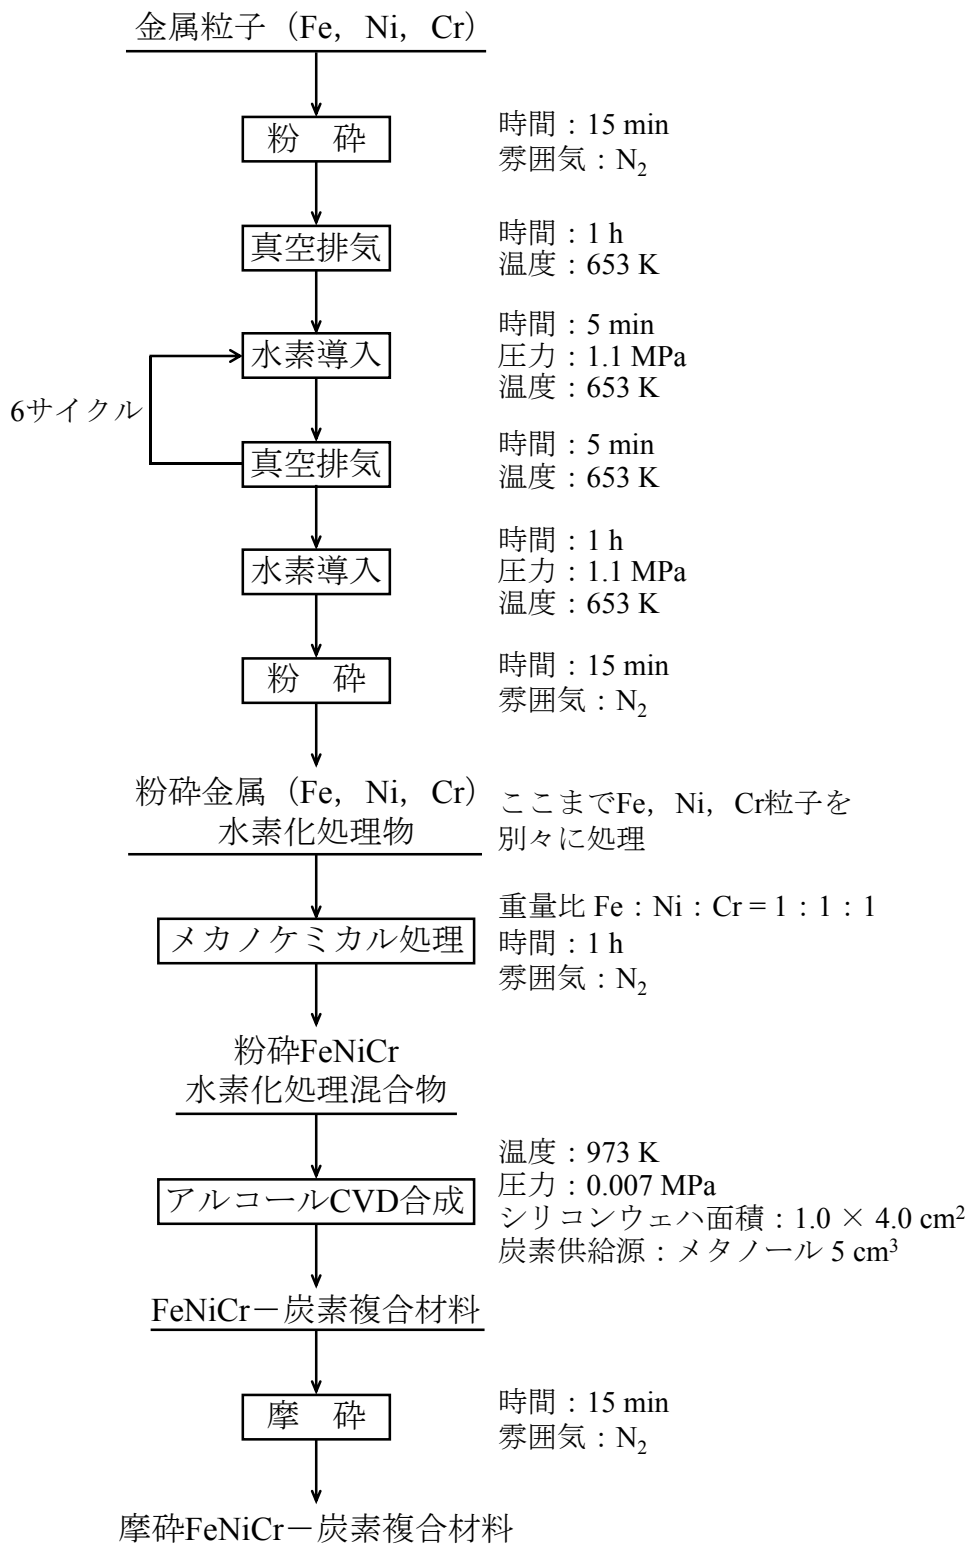 金属粒子（Fe，Ni，Cr）
粉　砕
時間：15 min
雰囲気：N₂
真空排気
時間：1 h
温度：653 K
水素導入
時間：5 min
圧力：1.1 MPa
温度：653 K
6サイクル
真空排気
時間：5 min
温度：653 K
水素導入
時間：1 h
圧力：1.1 MPa
温度：653 K
粉　砕
時間：15 min
雰囲気：N₂
粉砕金属（Fe，Ni，Cr）
水素化処理物
ここまでFe，Ni，Cr粒子を
別々に処理
メカノケミカル処理
重量比 Fe：Ni：Cr = 1：1：1
時間：1 h
雰囲気：N₂
粉砕FeNiCr
水素化処理混合物
アルコールCVD合成
温度：973 K
圧力：0.007 MPa
シリコンウェハ面積：1.0 × 4.0 cm²
炭素供給源：メタノール 5 cm³
FeNiCr－炭素複合材料
摩　砕
時間：15 min
雰囲気：N₂
摩砕FeNiCr－炭素複合材料